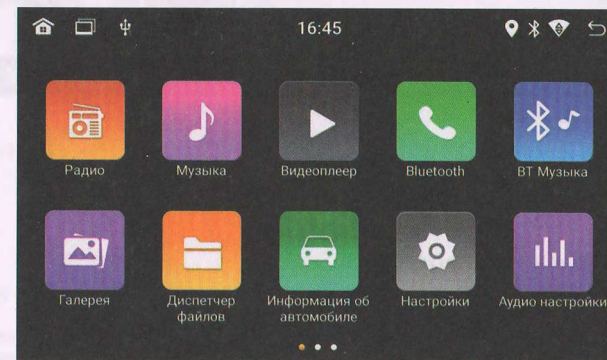 16:45
Радио
Музыка
Видеоплеер
Bluetooth
BT Музыка
Галерея
Диспетчер
файлов
Информация об
автомобиле
Настройки
Аудио настройки